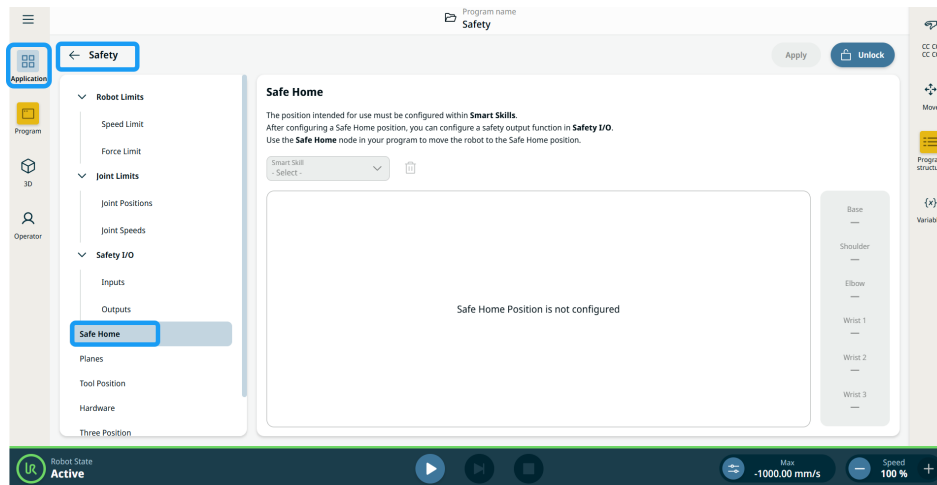 Program name
Safety
Application
Program
3D
Operator
Safety
Apply
Unlock
Robot Limits
Speed Limit
Force Limit
Joint Limits
Joint Positions
Joint Speeds
Safety I/O
Inputs
Outputs
Safe Home
Planes
Tool Position
Hardware
Three Position
Safe Home
The position intended for use must be configured within Smart Skills.
After configuring a Safe Home position, you can configure a safety output function in Safety I/O.
Use the Safe Home node in your program to move the robot to the Safe Home position.
Smart Skill
- Select -
Safe Home Position is not configured
Base
—
Shoulder
—
Elbow
—
Wrist 1
—
Wrist 2
—
Wrist 3
—
CC C
CC C
Move
Progra
structu
{x}
Variab
UR
Robot State
Active
Max
-1000.00 mm/s
Speed
100 %